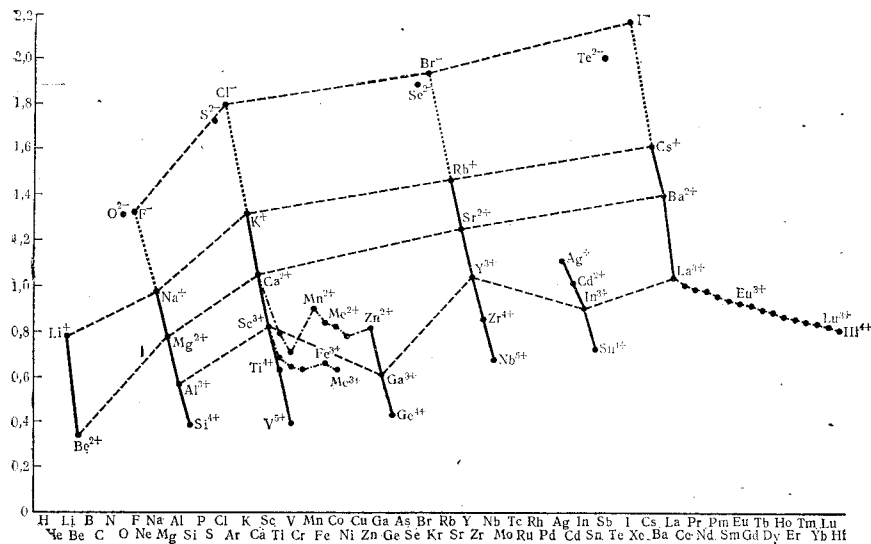 2,2
I⁻
2,0
Br⁻
Te²⁻
Se²⁻
1,8
Cl⁻
S²⁻
1,6
Cs⁺
Rb⁺
1,4
Ba²⁺
O²⁻ F⁻
K⁺
Sr²⁺
1,2
Ag⁺
Ca²⁺
Y³⁺
Cd²⁺
La³⁺
1,0
Na⁺
Mn²⁺
In³⁺
Eu³⁺
Me²⁺
Zn²⁺
Sc³⁺
Lu³⁺
Li⁺
Mg²⁺
Zr⁴⁺
Hf⁴⁺
0,8
Fe³⁺
Ti⁴⁺
Me³⁺
Ga³⁺
Nb⁵⁺
0,6
Al³⁺
Si⁴⁺
V⁵⁺
Ge⁴⁺
0,4
Be²⁺
0,2
0
H Li B N F Na Al P Cl K Sc V Mn Co Cu Ga As Br Rb Y Nb Tc Rh Ag In Sb I Cs La Pr Pm Eu Tb Ho Tm Lu
He Be C O Ne Mg Si S Ar Ca Ti Cr Fe Ni Zn Ge Se Kr Sr Zr Mo Ru Pd Cd Sn Te Xe Ba Ce Nd Sm Gd Dy Er Yb Hf